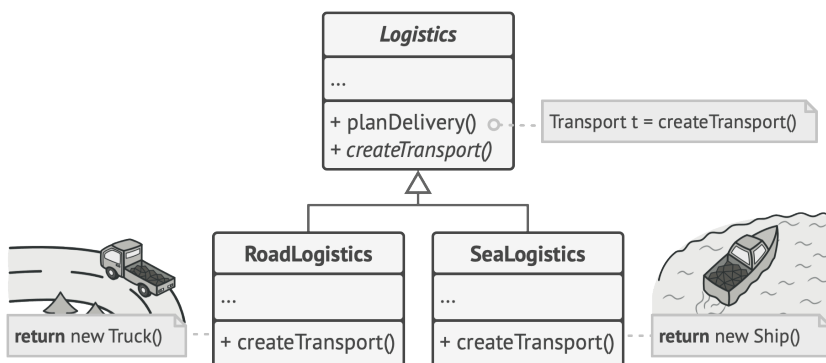 Logistics
...
+ planDelivery()
Transport t = createTransport()
+ createTransport()
RoadLogistics
...
+ createTransport()
SeaLogistics
...
+ createTransport()
return new Truck()
return new Ship()